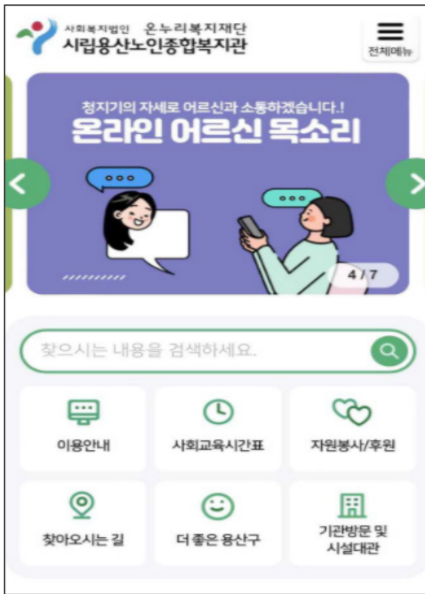 사회복지법인 온누리복지재단
시립용산노인종합복지관
전체메뉴
청지기의 자세로 어르신과 소통하겠습니다.!
온라인 어르신 목소리
4 / 7
찾으시는 내용을 검색하세요.
이용안내
사회교육시간표
자원봉사/후원
찾아오시는 길
더 좋은 용산구
기관방문 및
시설대관